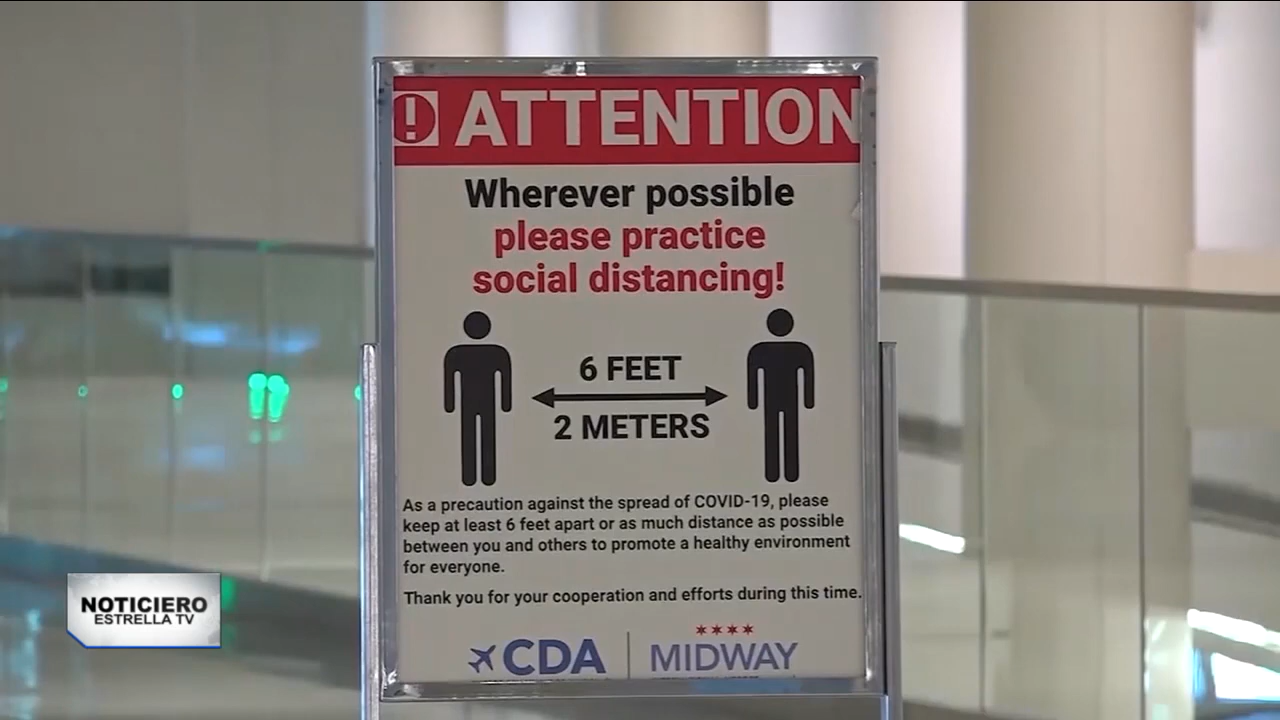 ATTENTION
Wherever possible
please practice
social distancing!
6 FEET
2 METERS
As a precaution against the spread of COVID-19, please
keep at least 6 feet apart or as much distance as possible
between you and others to promote a healthy environment
for everyone.
Thank you for your cooperation and efforts during this time.
CDA
MIDWAY
NOTICIERO
ESTRELLA TV